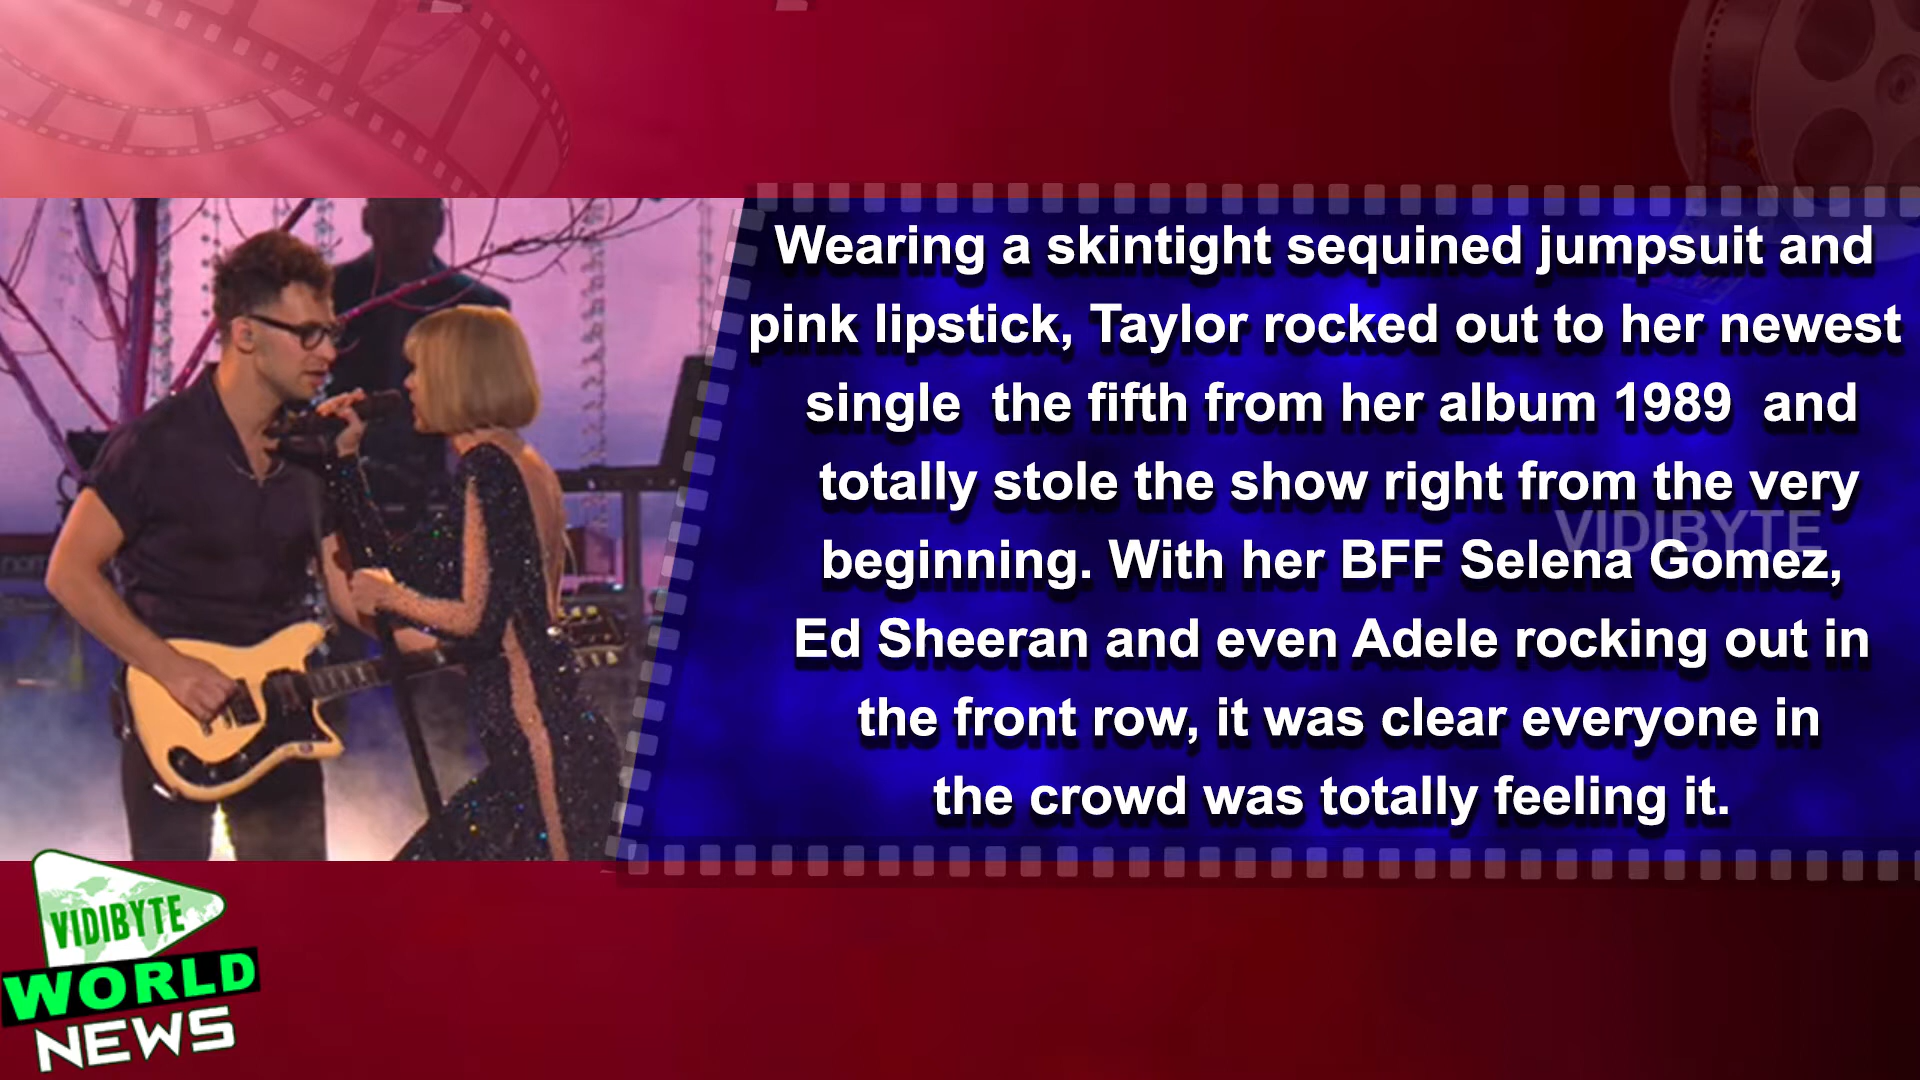 Wearing a skintight sequined jumpsuit and
pink lipstick, Taylor rocked out to her newest
single  the fifth from her album 1989  and
totally stole the show right from the very
VIDIBYTE
beginning. With her BFF Selena Gomez,
Ed Sheeran and even Adele rocking out in
the front row, it was clear everyone in
the crowd was totally feeling it.
VIDIBYTE
WORLD
NEWS